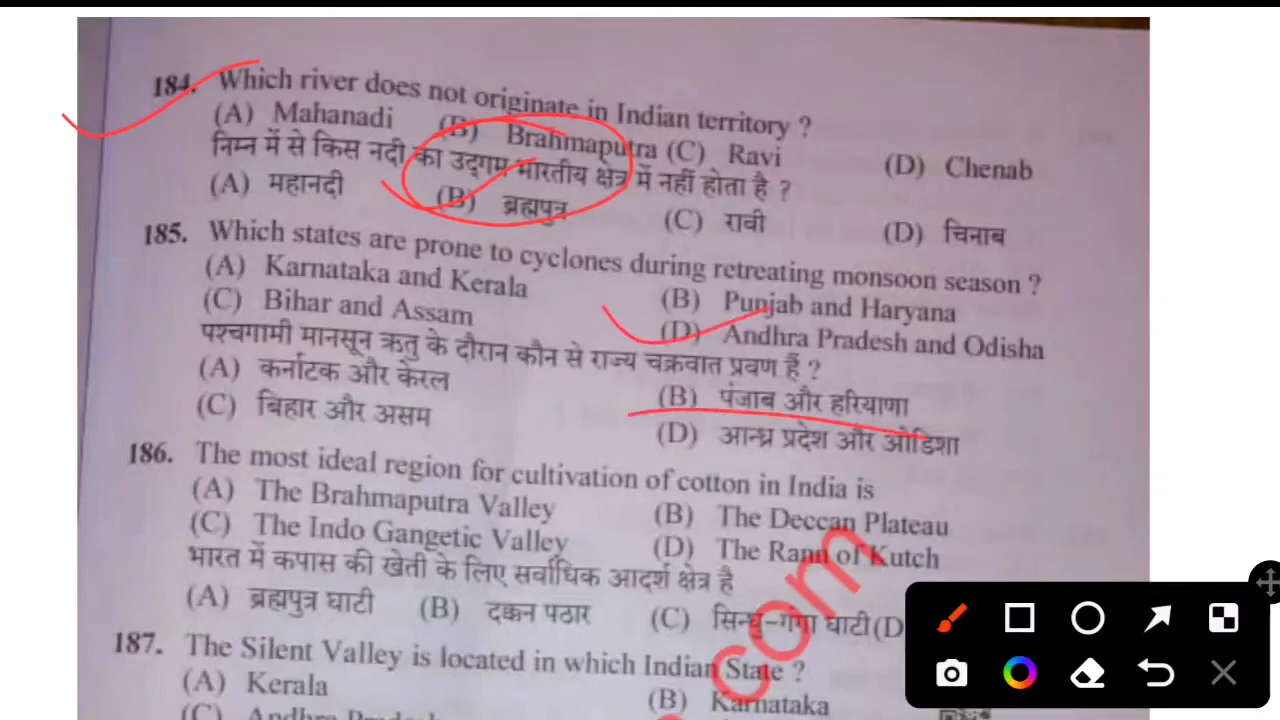 184. Which river does not originate in Indian territory ?
(A) Mahanadi (B) Brahmaputra (C) Ravi (D) Chenab
निम्न में से किस नदी का उद्गम भारतीय क्षेत्र में नहीं होता है ?
(A) महानदी (B) ब्रह्मपुत्र (C) रावी (D) चिनाब
185. Which states are prone to cyclones during retreating monsoon season ?
(A) Karnataka and Kerala (B) Punjab and Haryana
(C) Bihar and Assam (D) Andhra Pradesh and Odisha
पश्चगामी मानसून ऋतु के दौरान कौन से राज्य चक्रवात प्रवण हैं ?
(A) कर्नाटक और केरल (B) पंजाब और हरियाणा
(C) बिहार और असम (D) आन्ध्र प्रदेश और ओडिशा
186. The most ideal region for cultivation of cotton in India is
(A) The Brahmaputra Valley (B) The Deccan Plateau
(C) The Indo Gangetic Valley (D) The Rann of Kutch
भारत में कपास की खेती के लिए सर्वाधिक आदर्श क्षेत्र है
(A) ब्रह्मपुत्र घाटी (B) दक्कन पठार (C) सिन्धु-गंगा घाटी (D
187. The Silent Valley is located in which Indian State ?
(A) Kerala (B) Karnataka
(C) Andhra
com